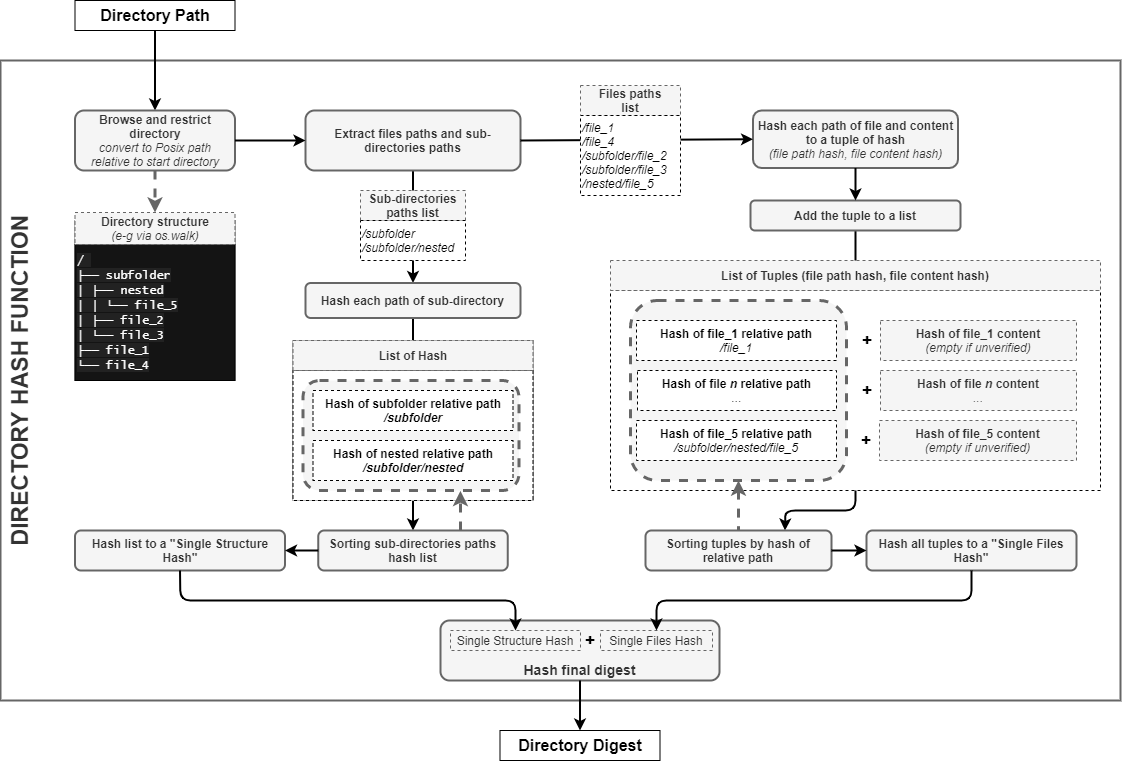 Directory Path
DIRECTORY HASH FUNCTION
Browse and restrict
directory
convert to Posix path
relative to start directory
Extract files paths and sub-
directories paths
Files paths
list
/file_1
/file_4
/subfolder/file_2
/subfolder/file_3
/nested/file_5
Hash each path of file and content
to a tuple of hash
(file path hash, file content hash)
Directory structure
(e-g via os.walk)
/
├── subfolder
│ ├── nested
│ │ └── file_5
│ ├── file_2
│ └── file_3
├── file_1
└── file_4
Sub-directories
paths list
/subfolder
/subfolder/nested
Add the tuple to a list
Hash each path of sub-directory
List of Hash
Hash of subfolder relative path
/subfolder
Hash of nested relative path
/subfolder/nested
List of Tuples (file path hash, file content hash)
Hash of file_1 relative path
/file_1
+
Hash of file_1 content
(empty if unverified)
Hash of file n relative path
...
+
Hash of file n content
...
Hash of file_5 relative path
/subfolder/nested/file_5
+
Hash of file_5 content
(empty if unverified)
Hash list to a "Single Structure
Hash"
Sorting sub-directories paths
hash list
Sorting tuples by hash of
relative path
Hash all tuples to a "Single Files
Hash"
Single Structure Hash + Single Files Hash
Hash final digest
Directory Digest